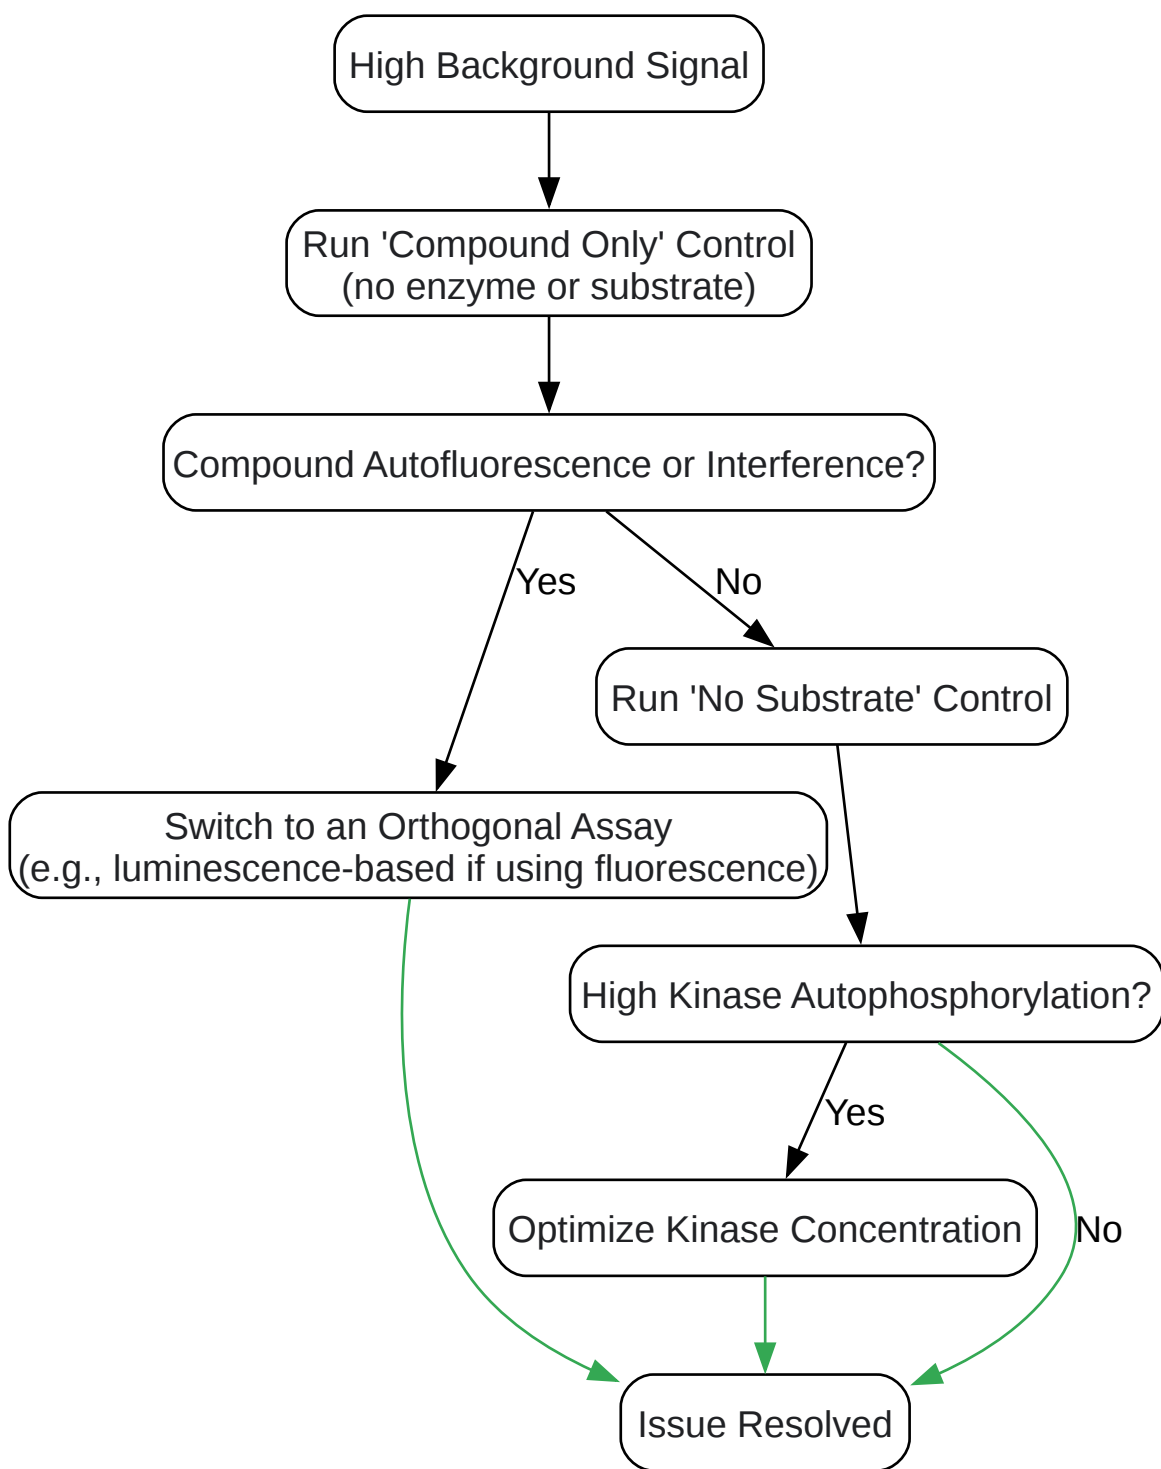 High Background Signal
Run 'Compound Only' Control
(no enzyme or substrate)
Compound Autofluorescence or Interference?
Yes
No
Run 'No Substrate' Control
Switch to an Orthogonal Assay
(e.g., luminescence-based if using fluorescence)
High Kinase Autophosphorylation?
Yes
Optimize Kinase Concentration
No
Issue Resolved